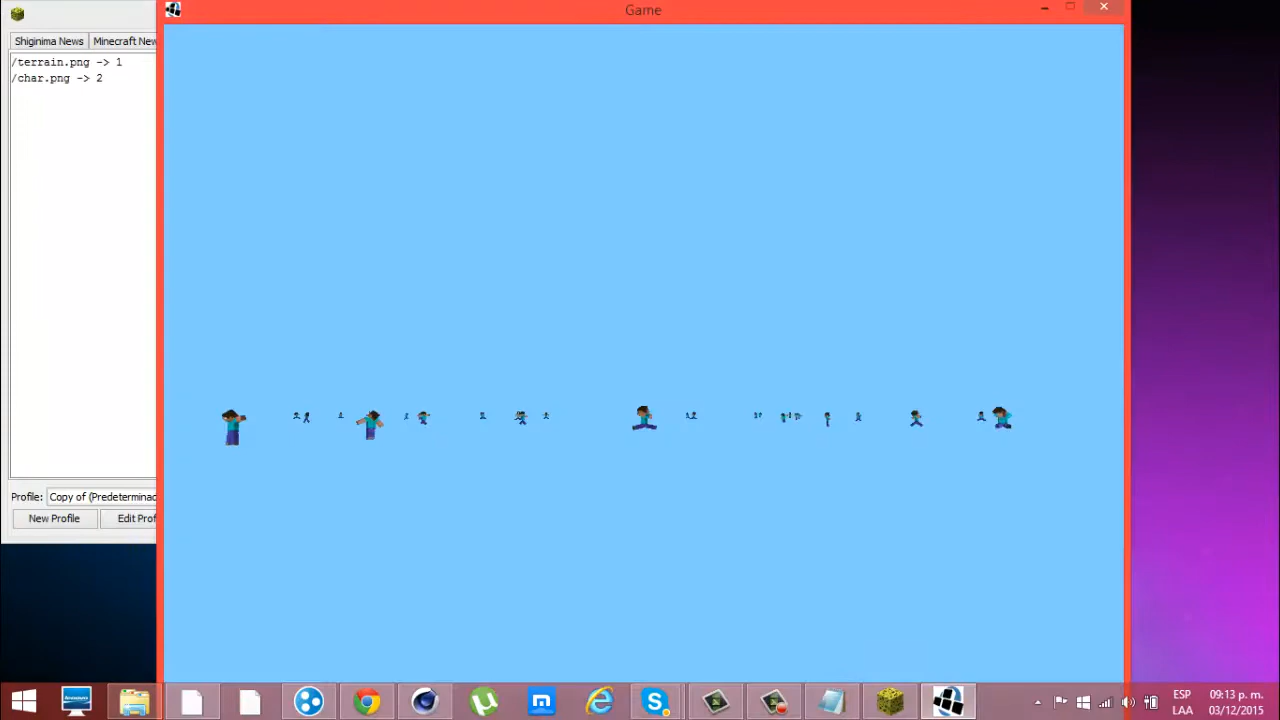 Game
Shiginima News
Minecraft New
/terrain.png -> 1
/char.png -> 2
Profile:
Copy of (Predeterminac
New Profile
Edit Prof
lenovo
ESP
LAA
09:13 p. m.
03/12/2015